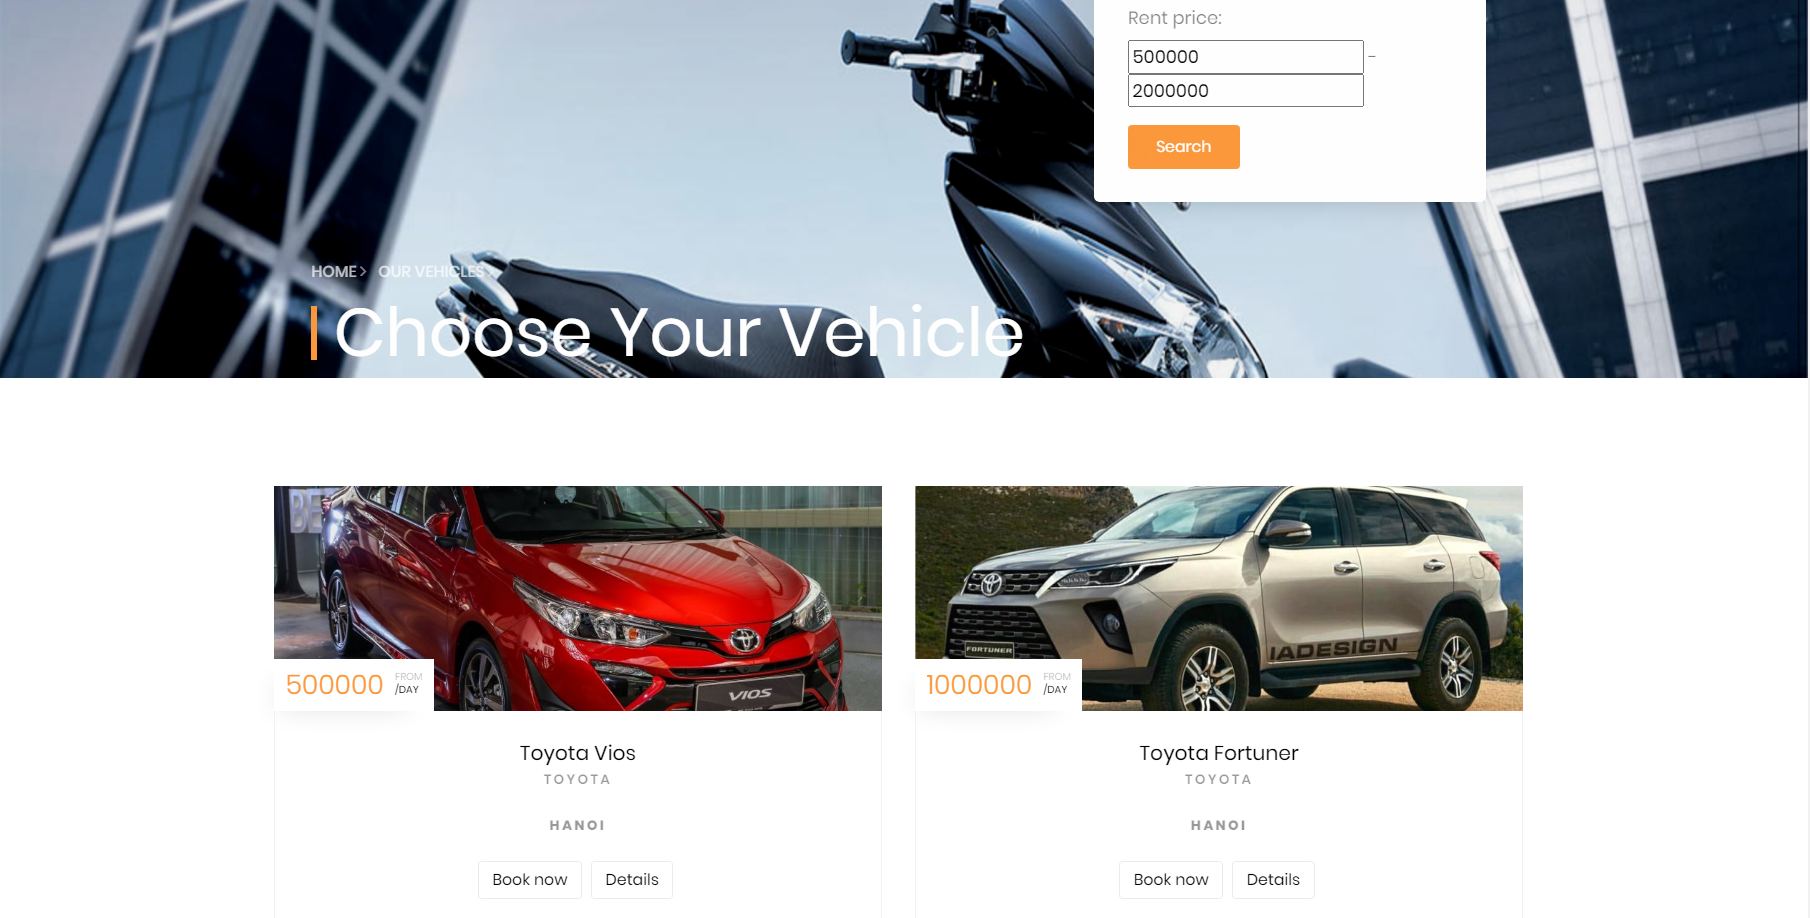 Rent price:
500000 -
2000000
Search
HOME > OUR VEHICLES >
Choose Your Vehicle
BE
VIOS
500000 FROM
/DAY
FORTUNER
IADESIGN
1000000 FROM
/DAY
Toyota Vios
TOYOTA
HANOI
Book now Details
Toyota Fortuner
TOYOTA
HANOI
Book now Details